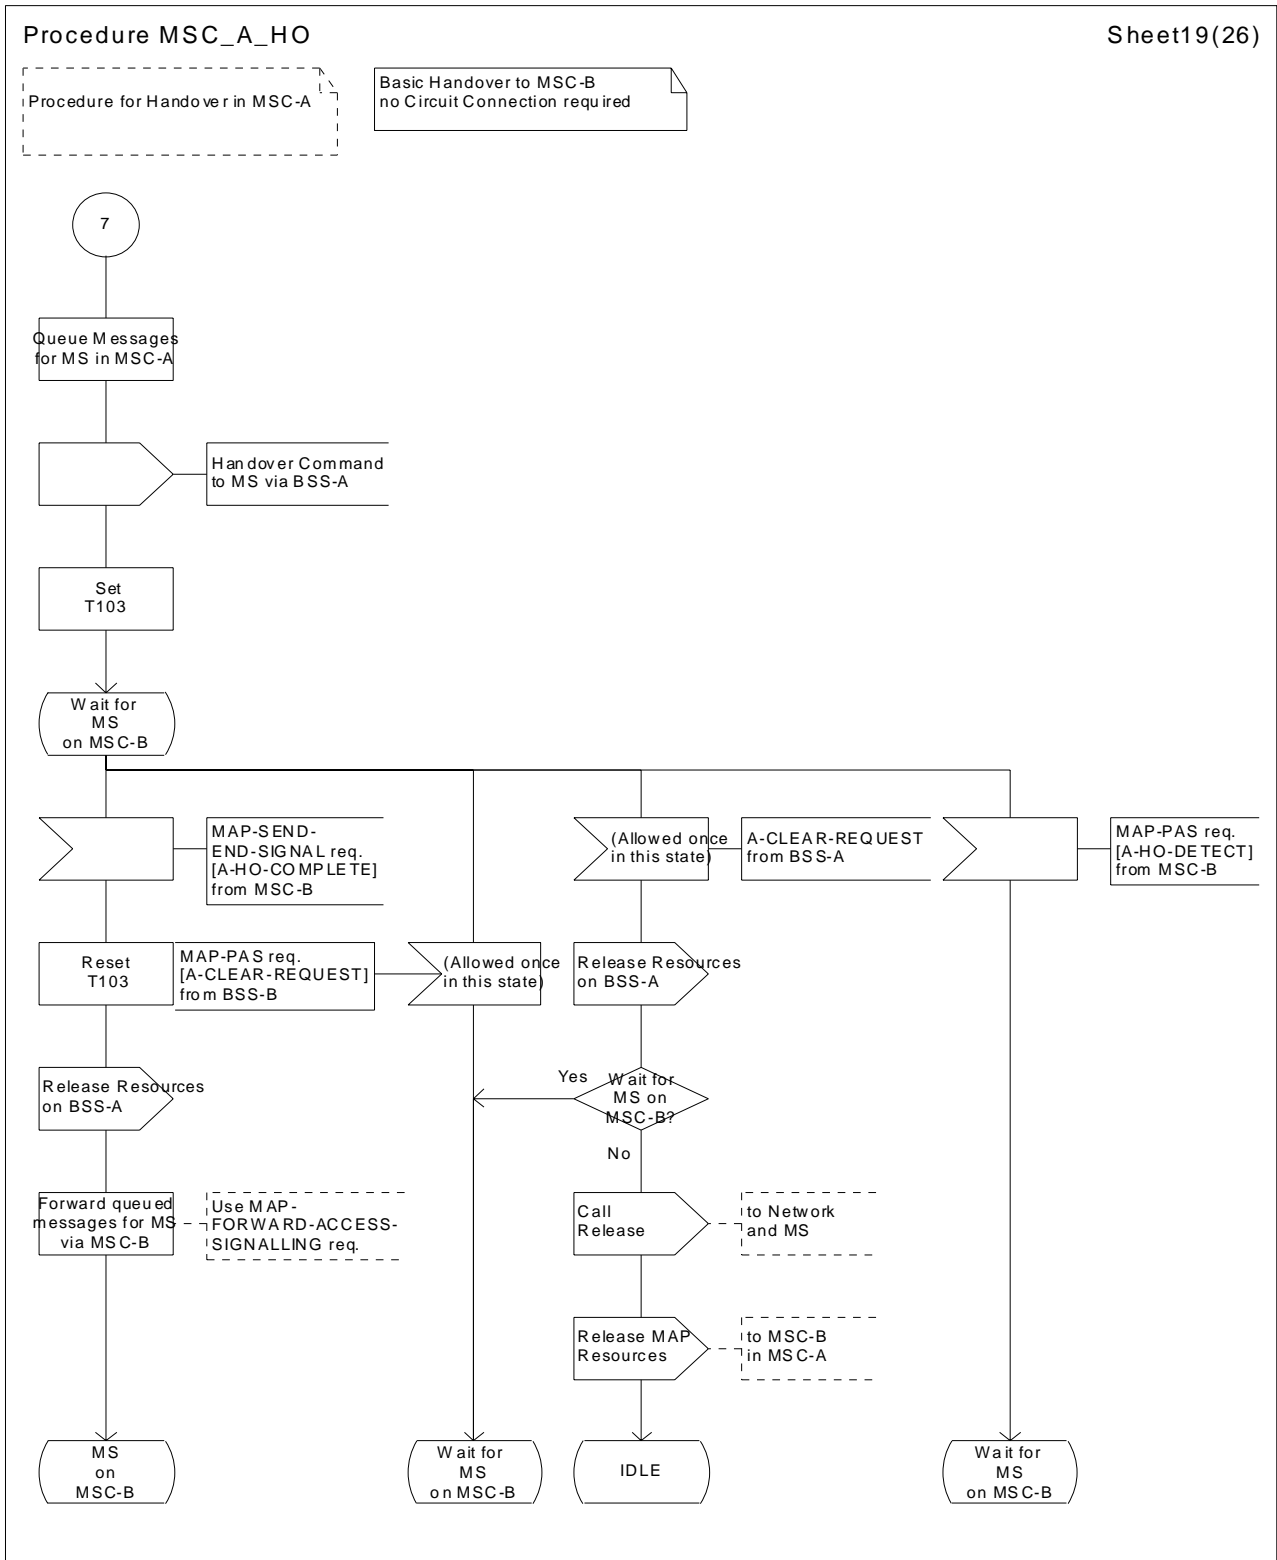 Procedure MSC_A_HO
Sheet19(26)
Procedure for Handover in MSC-A
Basic Handover to MSC-B
no Circuit Connection required
7
Queue Messages
for MS in MSC-A
Handover Command
to MS via BSS-A
Set
T103
Wait for
MS
on MSC-B
MAP-SEND-
END-SIGNAL req.
[A-HO-COMPLETE]
from MSC-B
(Allowed once
in this state)
A-CLEAR-REQUEST
from BSS-A
MAP-PAS req.
[A-HO-DETECT]
from MSC-B
Reset
T103
MAP-PAS req.
[A-CLEAR-REQUEST]
from BSS-B
(Allowed once
in this state)
Release Resources
on BSS-A
Release Resources
on BSS-A
Yes
Wait for
MS on
MSC-B?
No
Forward queued
messages for MS
via MSC-B
Use MAP-
FORWARD-ACCESS-
SIGNALLING req.
Call
Release
to Network
and MS
Release MAP
Resources
to MSC-B
in MSC-A
MS
on
MSC-B
Wait for
MS
on MSC-B
IDLE
Wait for
MS
on MSC-B